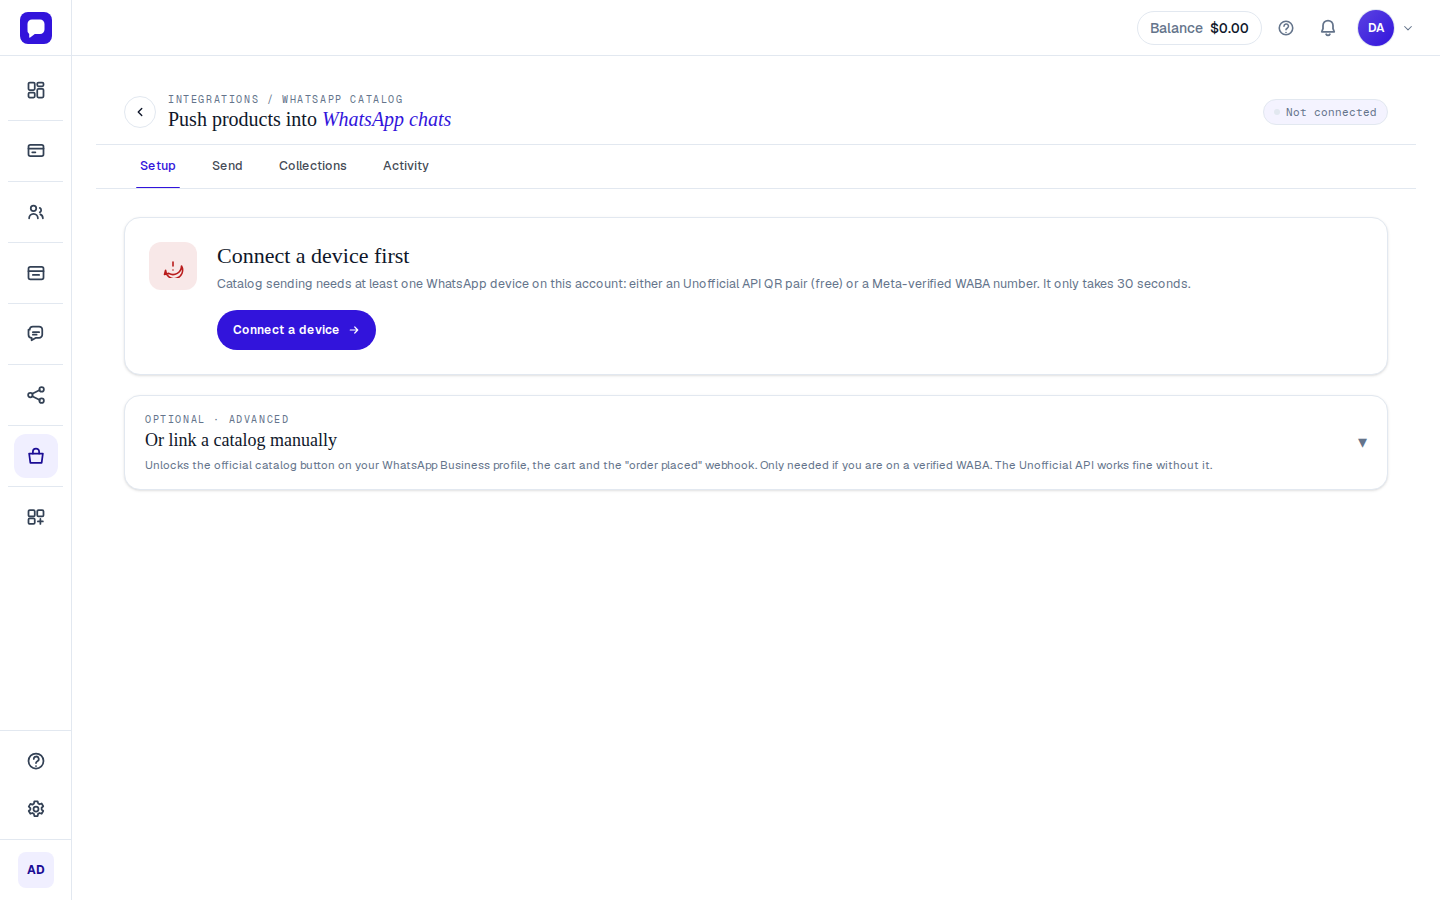 Balance $0.00
DA
INTEGRATIONS / WHATSAPP CATALOG
Push products into WhatsApp chats
Not connected
Setup
Send
Collections
Activity
Connect a device first
Catalog sending needs at least one WhatsApp device on this account: either an Unofficial API QR pair (free) or a Meta-verified WABA number. It only takes 30 seconds.
Connect a device →
OPTIONAL · ADVANCED
Or link a catalog manually
Unlocks the official catalog button on your WhatsApp Business profile, the cart and the "order placed" webhook. Only needed if you are on a verified WABA. The Unofficial API works fine without it.
AD